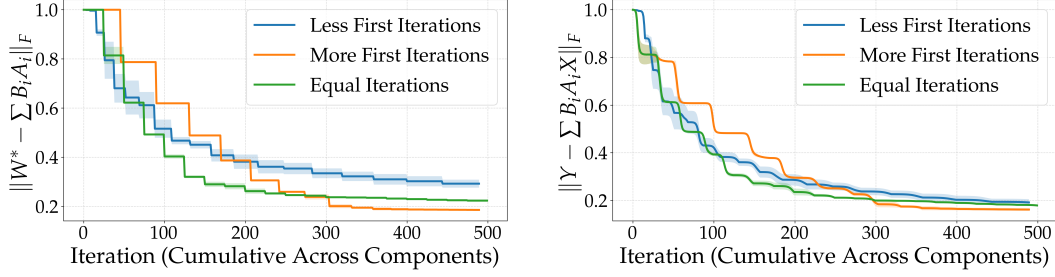 ‖W* − ∑ BᵢAᵢ‖_F
1.0
0.8
0.6
0.4
0.2
0
100
200
300
400
500
Less First Iterations
More First Iterations
Equal Iterations
Iteration (Cumulative Across Components)
‖Y − ∑ BᵢAᵢX‖_F
1.0
0.8
0.6
0.4
0.2
0
100
200
300
400
500
Less First Iterations
More First Iterations
Equal Iterations
Iteration (Cumulative Across Components)